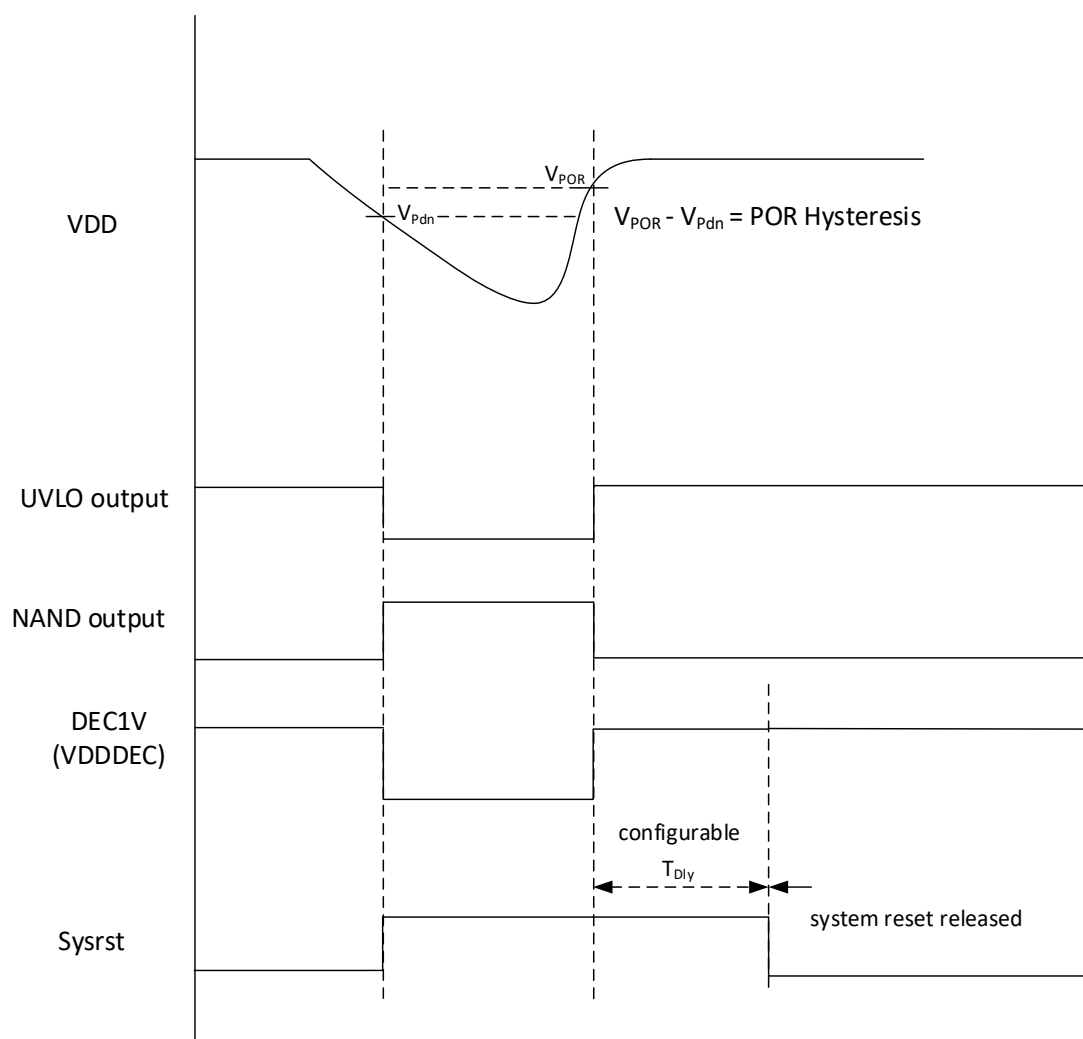 V_POR
V_Pdn
VDD
V_POR - V_Pdn = POR Hysteresis
UVLO output
NAND output
DEC1V
(VDDDEC)
configurable
T_Dly
system reset released
Sysrst